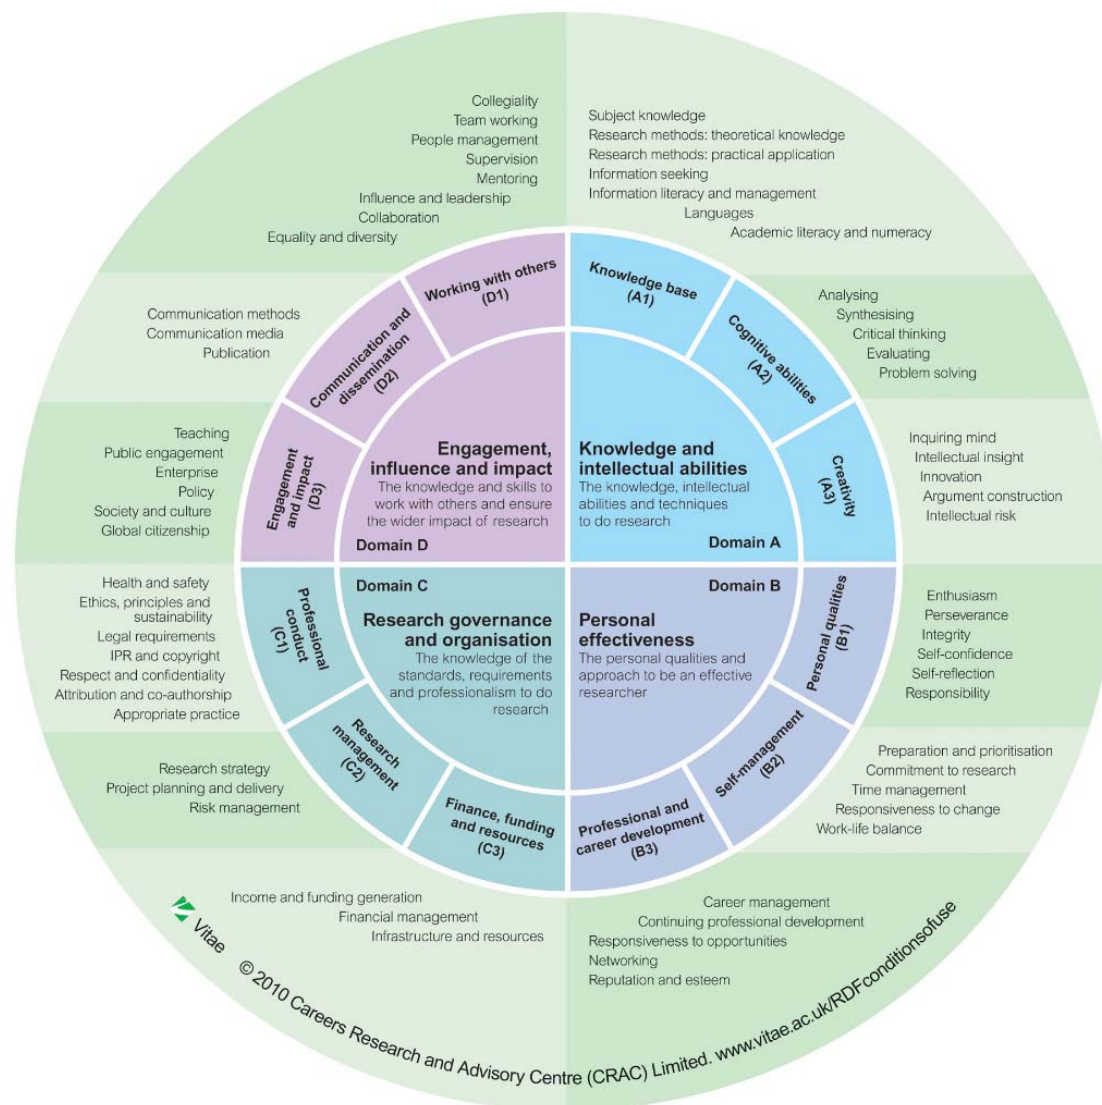 Collegiality
Team working
People management
Supervision
Mentoring
Influence and leadership
Collaboration
Equality and diversity
Subject knowledge
Research methods: theoretical knowledge
Research methods: practical application
Information seeking
Information literacy and management
Languages
Academic literacy and numeracy
Working with others
(D1)
Knowledge base
(A1)
Communication methods
Communication media
Publication
Communication and
dissemination
(D2)
Cognitive abilities
(A2)
Analysing
Synthesising
Critical thinking
Evaluating
Problem solving
Teaching
Public engagement
Enterprise
Policy
Society and culture
Global citizenship
Engagement
and impact
(D3)
Engagement,
influence and impact
The knowledge and skills to
work with others and ensure
the wider impact of research
Domain D
Knowledge and
intellectual abilities
The knowledge, intellectual
abilities and techniques
to do research
Domain A
Creativity
(A3)
Inquiring mind
Intellectual insight
Innovation
Argument construction
Intellectual risk
Health and safety
Ethics, principles and
sustainability
Legal requirements
IPR and copyright
Respect and confidentiality
Attribution and co-authorship
Appropriate practice
Professional
conduct
(C1)
Domain C
Research governance
and organisation
The knowledge of the
standards, requirements
and professionalism to do
research
Domain B
Personal
effectiveness
The personal qualities and
approach to be an effective
researcher
Personal qualities
(B1)
Enthusiasm
Perseverance
Integrity
Self-confidence
Self-reflection
Responsibility
Research strategy
Project planning and delivery
Risk management
Research
management
(C2)
Self-management
(B2)
Preparation and prioritisation
Commitment to research
Time management
Responsiveness to change
Work-life balance
Finance, funding
and resources
(C3)
Professional and
career development
(B3)
Income and funding generation
Financial management
Infrastructure and resources
Career management
Continuing professional development
Responsiveness to opportunities
Networking
Reputation and esteem
Vitae
© 2010 Careers Research and Advisory Centre (CRAC) Limited. www.vitae.ac.uk/RDFconditionsofuse